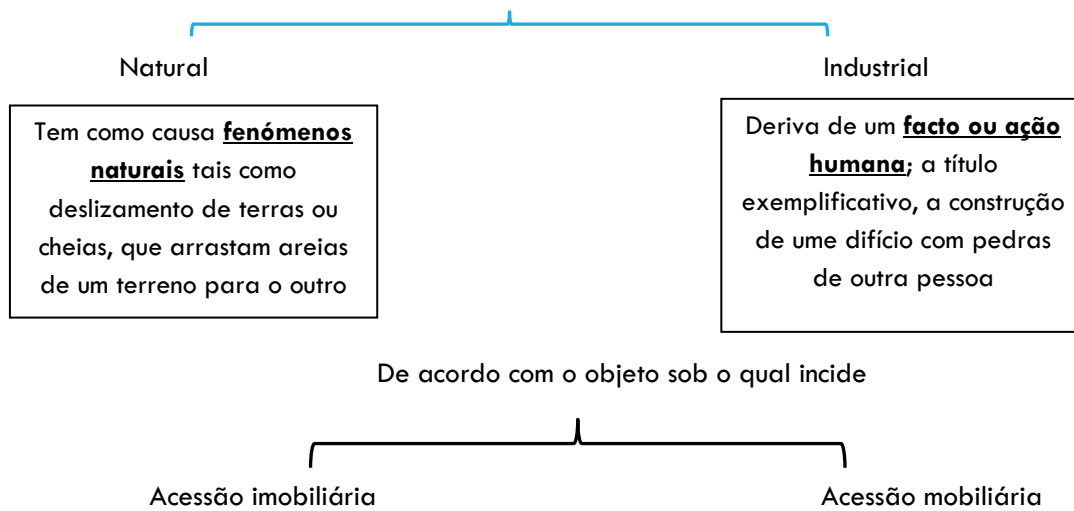 Natural
Industrial
Tem como causa fenómenos
naturais tais como
deslizamento de terras ou
cheias, que arrastam areias
de um terreno para o outro
Deriva de um facto ou ação
humana; a título
exemplificativo, a construção
de ume difício com pedras
de outra pessoa
De acordo com o objeto sob o qual incide
Acessão imobiliária
Acessão mobiliária